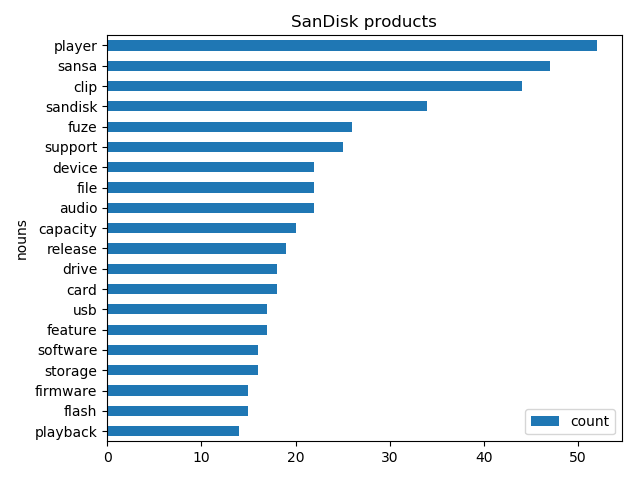 SanDisk products
player
sansa
clip
sandisk
fuze
support
device
file
audio
capacity
release
drive
card
usb
feature
software
storage
firmware
flash
playback
nouns
count
0 10 20 30 40 50